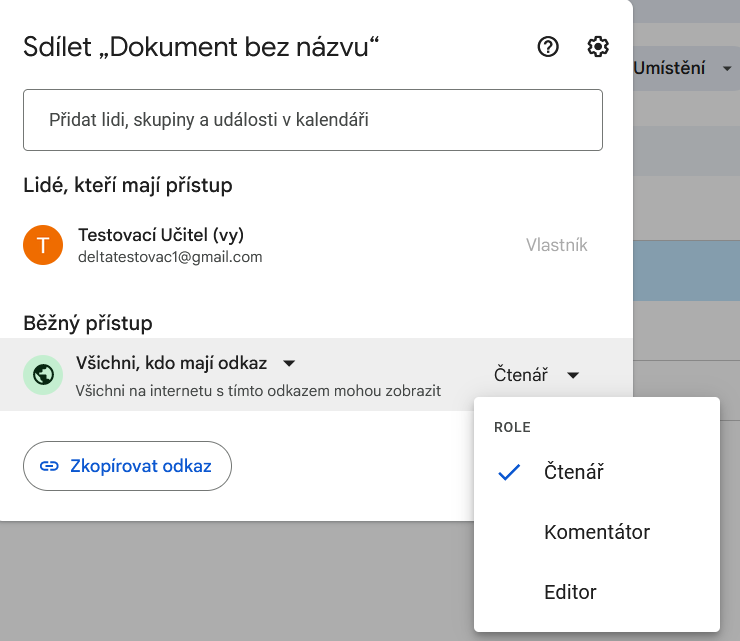 Sdílet „Dokument bez názvu“
Umístění
Přidat lidi, skupiny a události v kalendáři
Lidé, kteří mají přístup
T
Testovací Učitel (vy)
deltatestovac1@gmail.com
Vlastník
Běžný přístup
Všichni, kdo mají odkaz
Všichni na internetu s tímto odkazem mohou zobrazit
Čtenář
Zkopírovat odkaz
ROLE
Čtenář
Komentátor
Editor